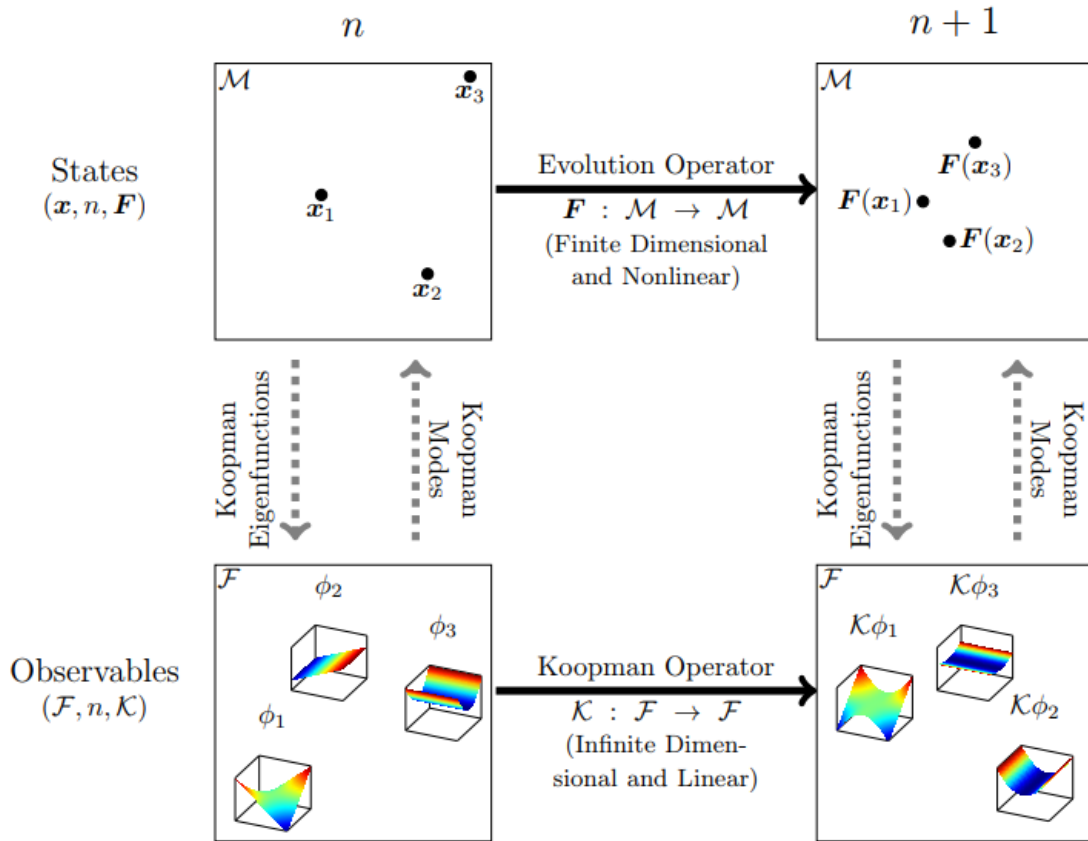 n
n + 1
ℳ
𝒙₃
𝒙₁
𝒙₂
States
(𝒙, n, 𝑭)
Evolution Operator
𝑭 : ℳ → ℳ
(Finite Dimensional
and Nonlinear)
ℳ
𝑭(𝒙₃)
𝑭(𝒙₁)
𝑭(𝒙₂)
Koopman
Eigenfunctions
Koopman
Modes
Koopman
Eigenfunctions
Koopman
Modes
ℱ
ϕ₂
ϕ₃
ϕ₁
Observables
(ℱ, n, 𝒦)
Koopman Operator
𝒦 : ℱ → ℱ
(Infinite Dimen-
sional and Linear)
ℱ
𝒦ϕ₃
𝒦ϕ₁
𝒦ϕ₂